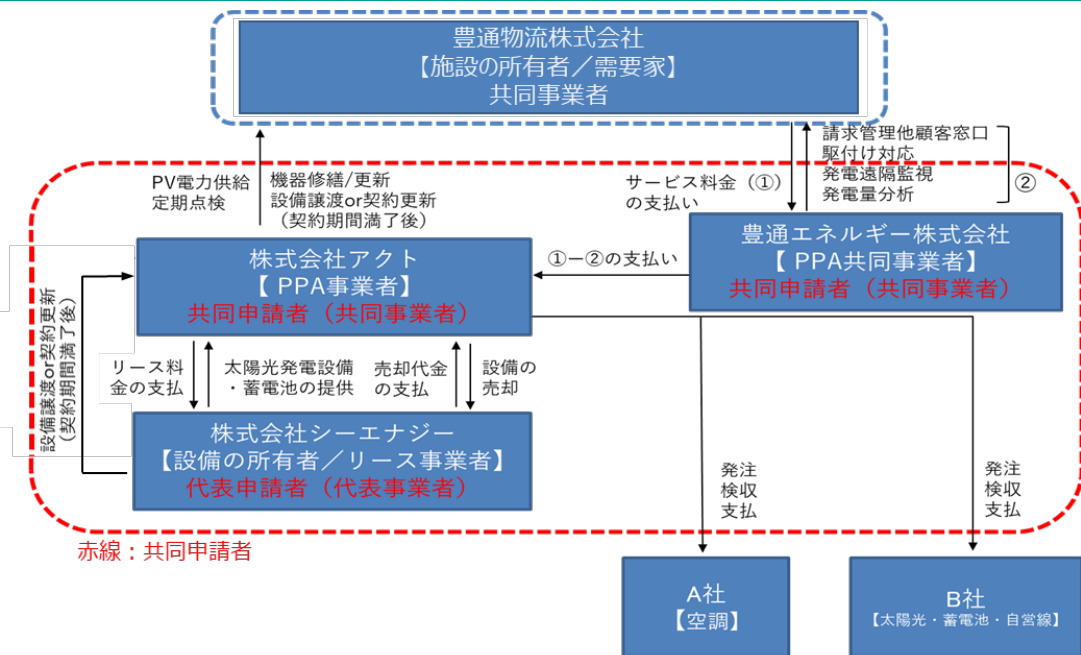 豊通物流株式会社
【施設の所有者／需要家】
共同事業者
PV電力供給
定期点検
機器修繕/更新
設備譲渡or契約更新
（契約期間満了後）
サービス料金（①）
の支払い
請求管理他顧客窓口
駆付け対応
発電遠隔監視
発電量分析
②
株式会社アクト
【 PPA事業者】
共同申請者（共同事業者）
①－②の支払い
豊通エネルギー株式会社
【 PPA共同事業者】
共同申請者（共同事業者）
設備譲渡or契約更新
（契約期間満了後）
リース料
金の支払
太陽光発電設備
・蓄電池の提供
売却代金
の支払
設備の
売却
株式会社シーエナジー
【設備の所有者／リース事業者】
代表申請者（代表事業者）
発注
検収
支払
発注
検収
支払
赤線：共同申請者
A社
【空調】
B社
【太陽光・蓄電池・自営線】